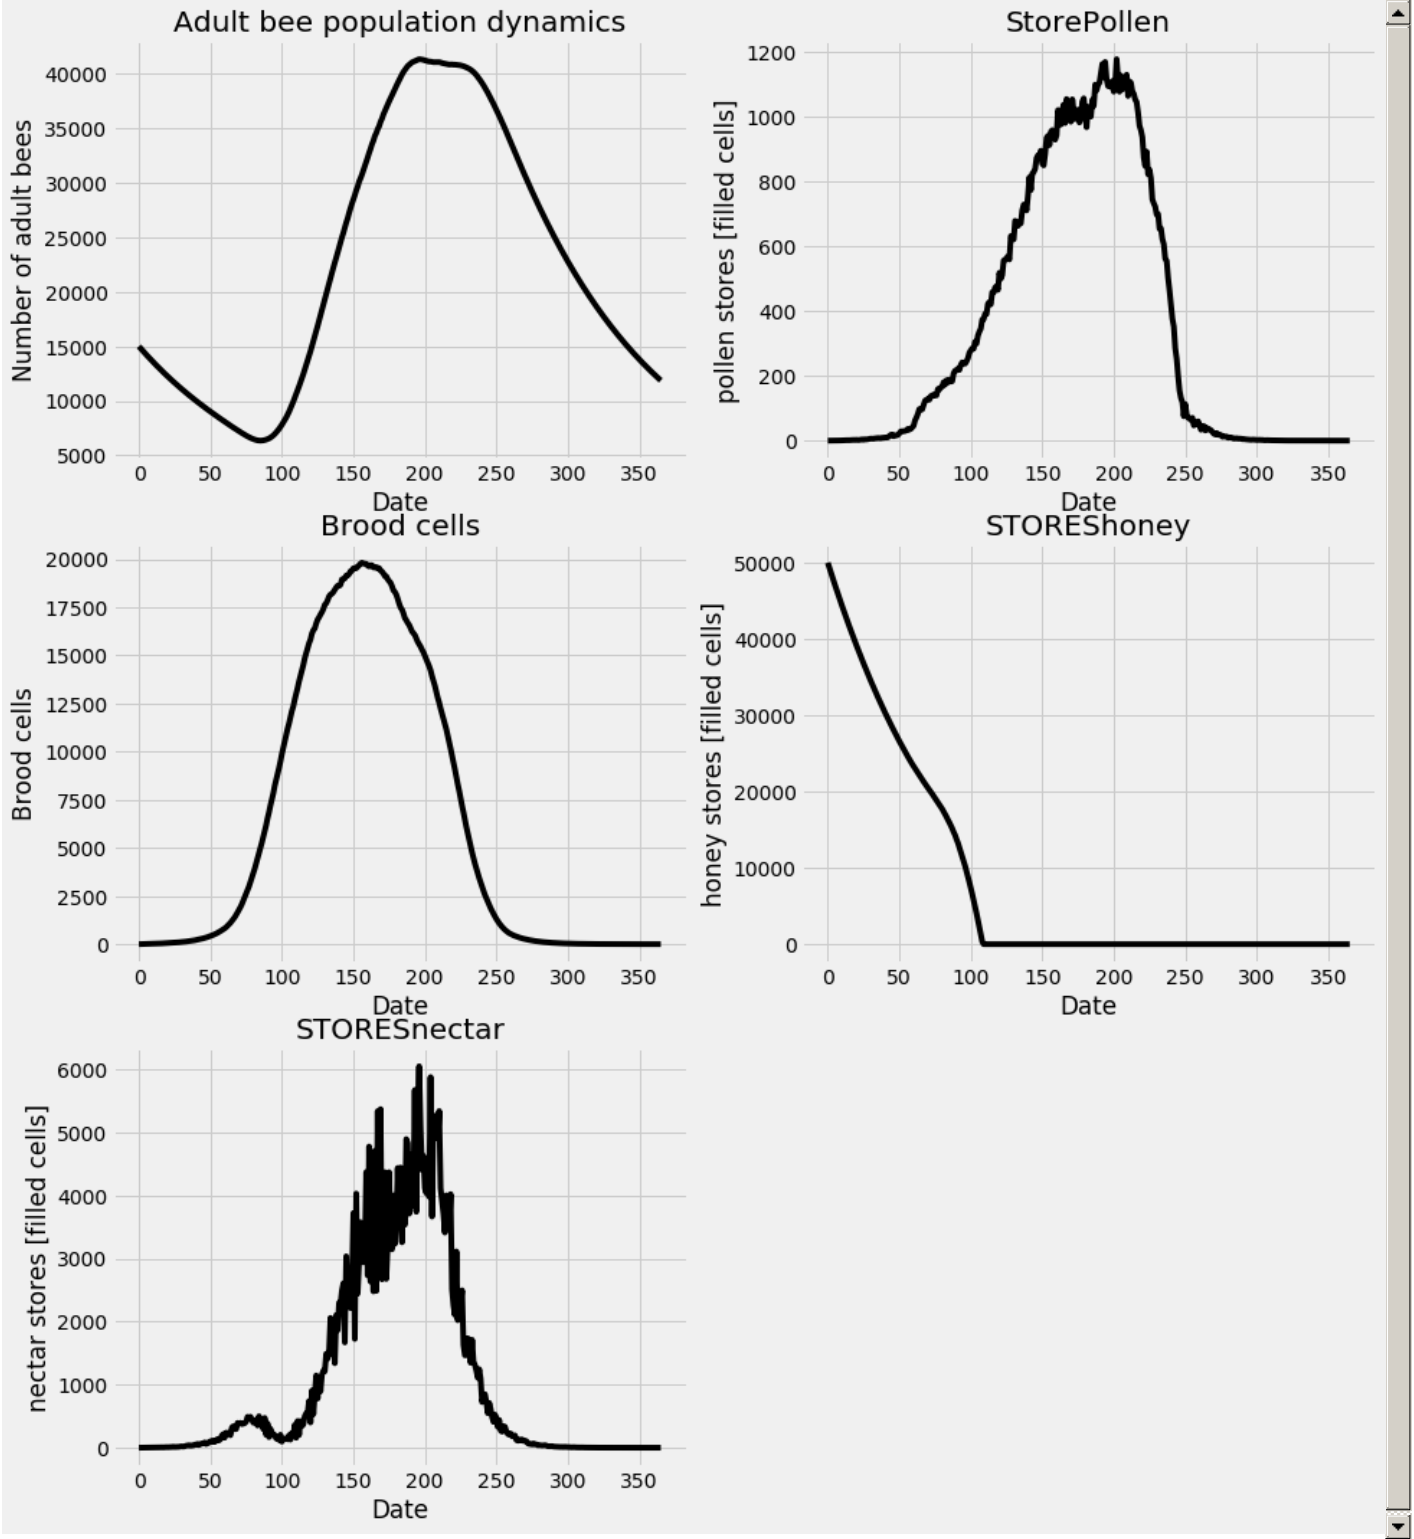 Adult bee population dynamics
Number of adult bees
40000
35000
30000
25000
20000
15000
10000
5000
0 50 100 150 200 250 300 350
Date
StorePollen
pollen stores [filled cells]
1200
1000
800
600
400
200
0
0 50 100 150 200 250 300 350
Date
Brood cells
Brood cells
20000
17500
15000
12500
10000
7500
5000
2500
0
0 50 100 150 200 250 300 350
Date
STOREShoney
honey stores [filled cells]
50000
40000
30000
20000
10000
0
0 50 100 150 200 250 300 350
Date
STORESnectar
nectar stores [filled cells]
6000
5000
4000
3000
2000
1000
0
0 50 100 150 200 250 300 350
Date